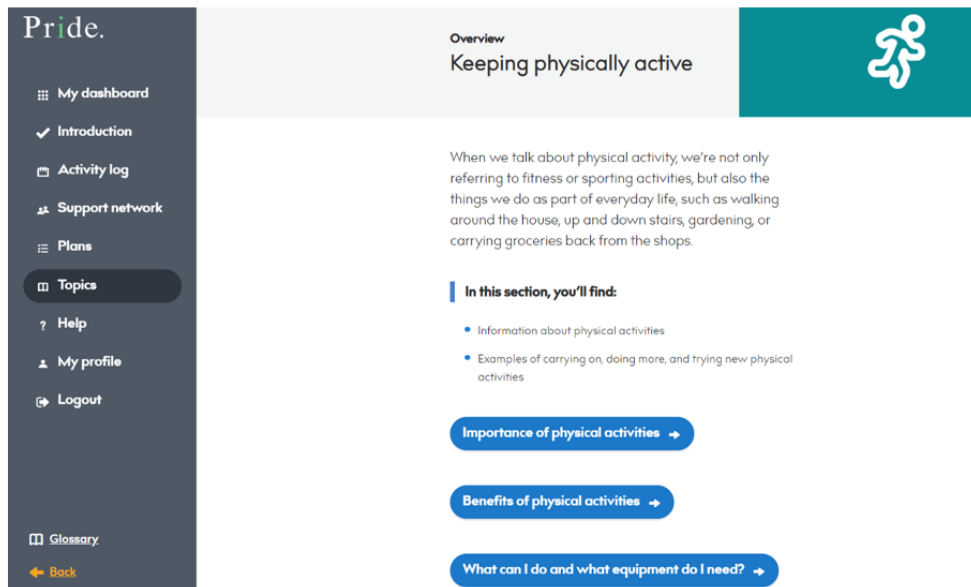 Pride.
My dashboard
Introduction
Activity log
Support network
Plans
Topics
Help
My profile
Logout
Glossary
Back
Overview
Keeping physically active
When we talk about physical activity, we're not only
referring to fitness or sporting activities, but also the
things we do as part of everyday life, such as walking
around the house, up and down stairs, gardening, or
carrying groceries back from the shops.
In this section, you'll find:
Information about physical activities
Examples of carrying on, doing more, and trying new physical
activities
Importance of physical activities
Benefits of physical activities
What can I do and what equipment do I need?